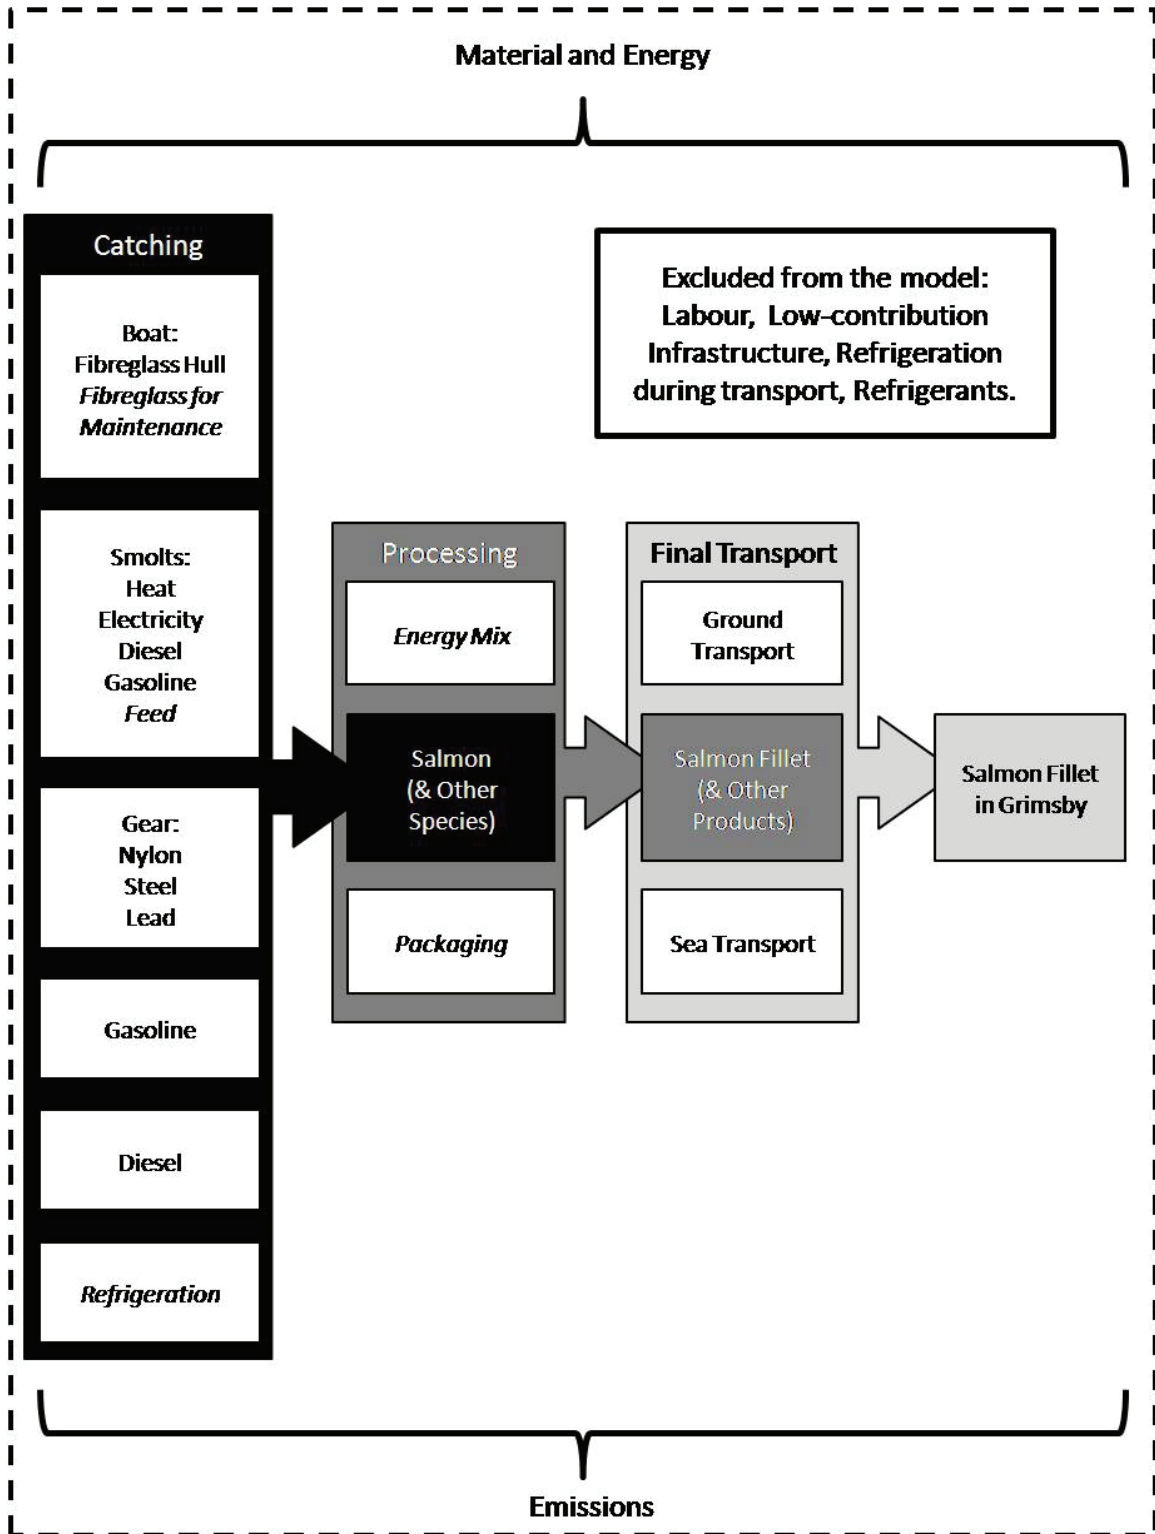 Material and Energy
Catching
Boat:
Fibreglass Hull
Fibreglass for
Maintenance
Smolts:
Heat
Electricity
Diesel
Gasoline
Feed
Gear:
Nylon
Steel
Lead
Gasoline
Diesel
Refrigeration
Excluded from the model:
Labour, Low-contribution
Infrastructure, Refrigeration
during transport, Refrigerants.
Processing
Energy Mix
Salmon
(& Other
Species)
Packaging
Final Transport
Ground
Transport
Salmon Fillet
(& Other
Products)
Sea Transport
Salmon Fillet
in Grimsby
Emissions